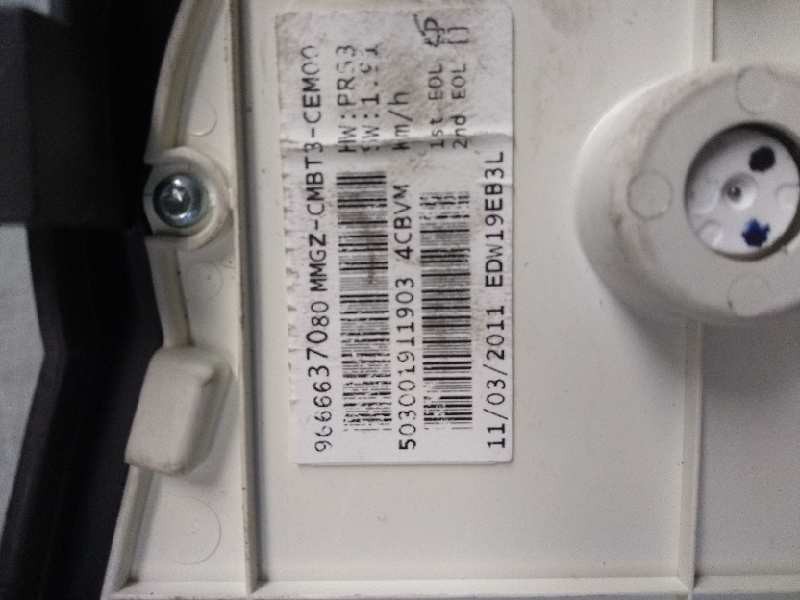 9666637080 MMGZ-CMBT3-CEM00
HW:PR53
SW:1.91
503001911903 4CBVM km/h
1st EOL
2nd EOL []
11/03/2011 EDW19EB3L